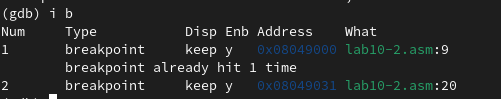 (gdb) i b
Num     Type           Disp Enb Address    What
1       breakpoint     keep y   0x08049000 lab10-2.asm:9
        breakpoint already hit 1 time
2       breakpoint     keep y   0x08049031 lab10-2.asm:20